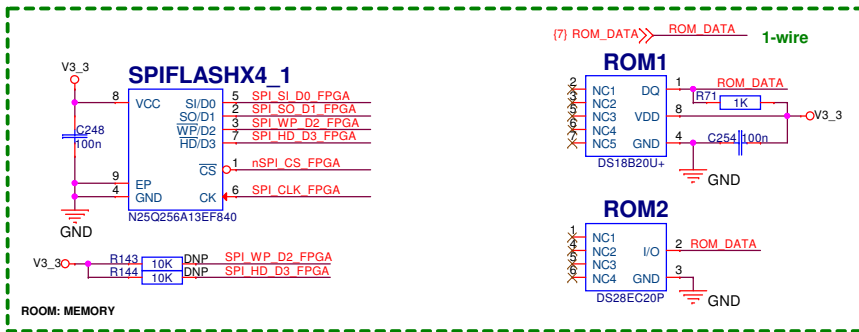 {7} ROM_DATA ROM_DATA
1-wire
V3_3
SPIFLASHX4_1
8 VCC SI/D0 5 SPI_SI_D0_FPGA
SO/D1 2 SPI_SO_D1_FPGA
WP/D2 3 SPI_WP_D2_FPGA
HD/D3 7 SPI_HD_D3_FPGA
C248
100n
CS 1 nSPI_CS_FPGA
9 EP
4 GND CK 6 SPI_CLK_FPGA
N25Q256A13EF840
GND
V3_3 R143 10K DNP SPI_WP_D2_FPGA
R144 10K DNP SPI_HD_D3_FPGA
ROOM: MEMORY
ROM1
2 NC1 DQ 1 ROM_DATA
3 NC2 R71 1K
5 NC3 VDD 8 V3_3
6 NC4
7 NC5 GND 4 C254 100n
DS18B20U+
GND
ROM2
1 NC1
4 NC2 I/O 2 ROM_DATA
5 NC3
6 NC4 GND 3
DS28EC20P
GND